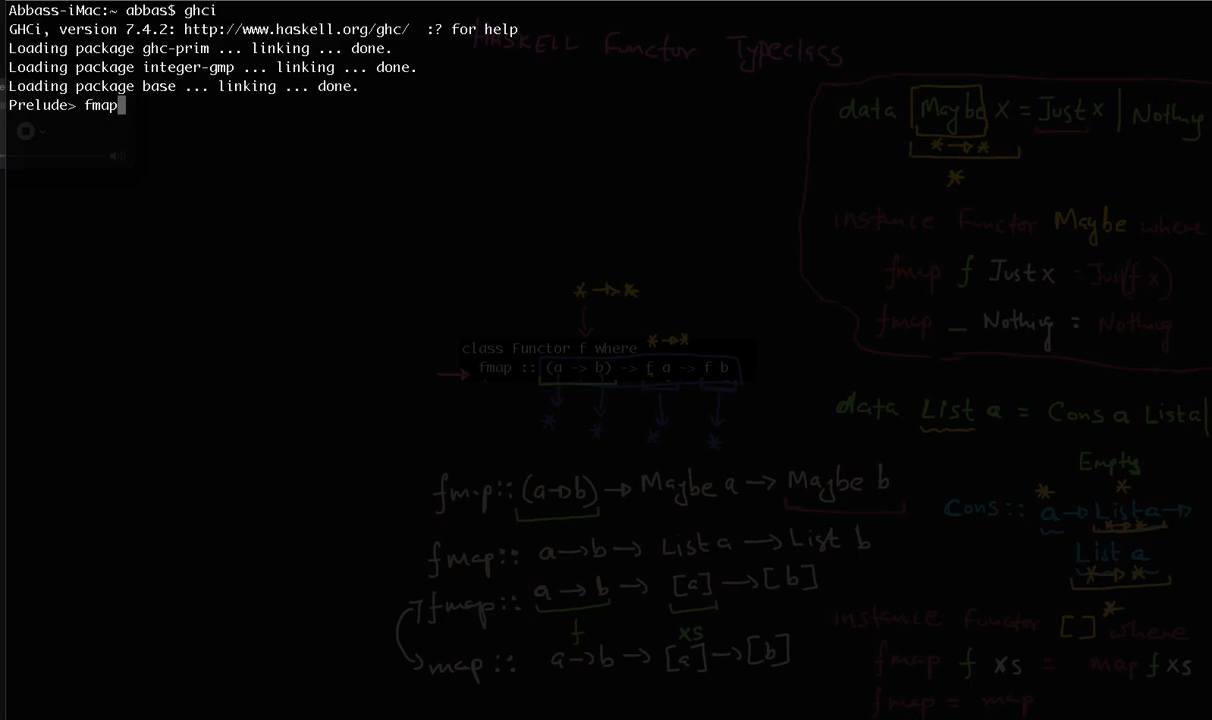 Abbass-iMac:~ abbas$ ghci
GHCi, version 7.4.2: http://www.haskell.org/ghc/  :? for help
Loading package ghc-prim ... linking ... done.
Loading package integer-gmp ... linking ... done.
Loading package base ... linking ... done.
Prelude> fmap
HASKELL Functor Typeclass
data Maybe x = Just x | Nothing
* → *
*
instance Functor Maybe where
fmap f Just x = Just (f x)
fmap _ Nothing = Nothing
* → *
class Functor f where
* → *
fmap :: (a -> b) -> f a -> f b
* * * *
fmap :: (a → b) → Maybe a → Maybe b
fmap :: a → b → List a → List b
fmap :: a → b → [a] → [b]
f xs
map :: a → b → [a] → [b]
data List a = Cons a List a |
Empty
* *
Cons :: a → List a →
* → *
List a
* → *
*
instance Functor [] where
fmap f xs = map f xs
fmap = map